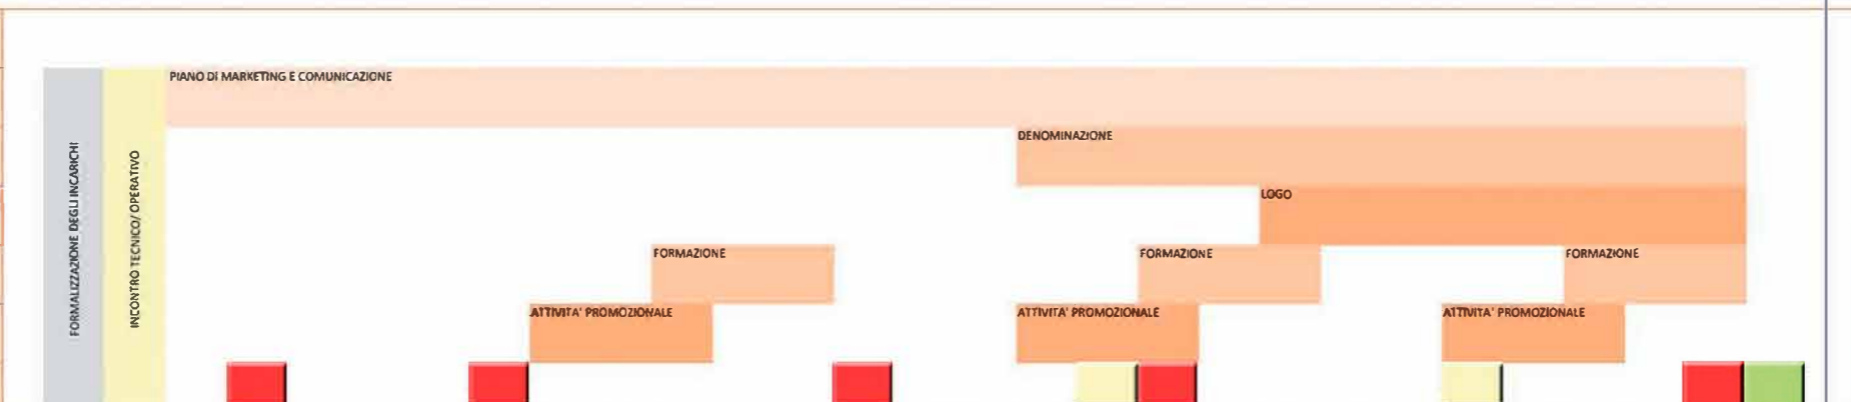 FORMALIZZAZIONE DEGLI INCARICHI
INCONTRO TECNICO/ OPERATIVO
PIANO DI MARKETING E COMUNICAZIONE
DENOMINAZIONE
LOGO
FORMAZIONE
FORMAZIONE
FORMAZIONE
ATTIVITA' PROMOZIONALE
ATTIVITA' PROMOZIONALE
ATTIVITA' PROMOZIONALE